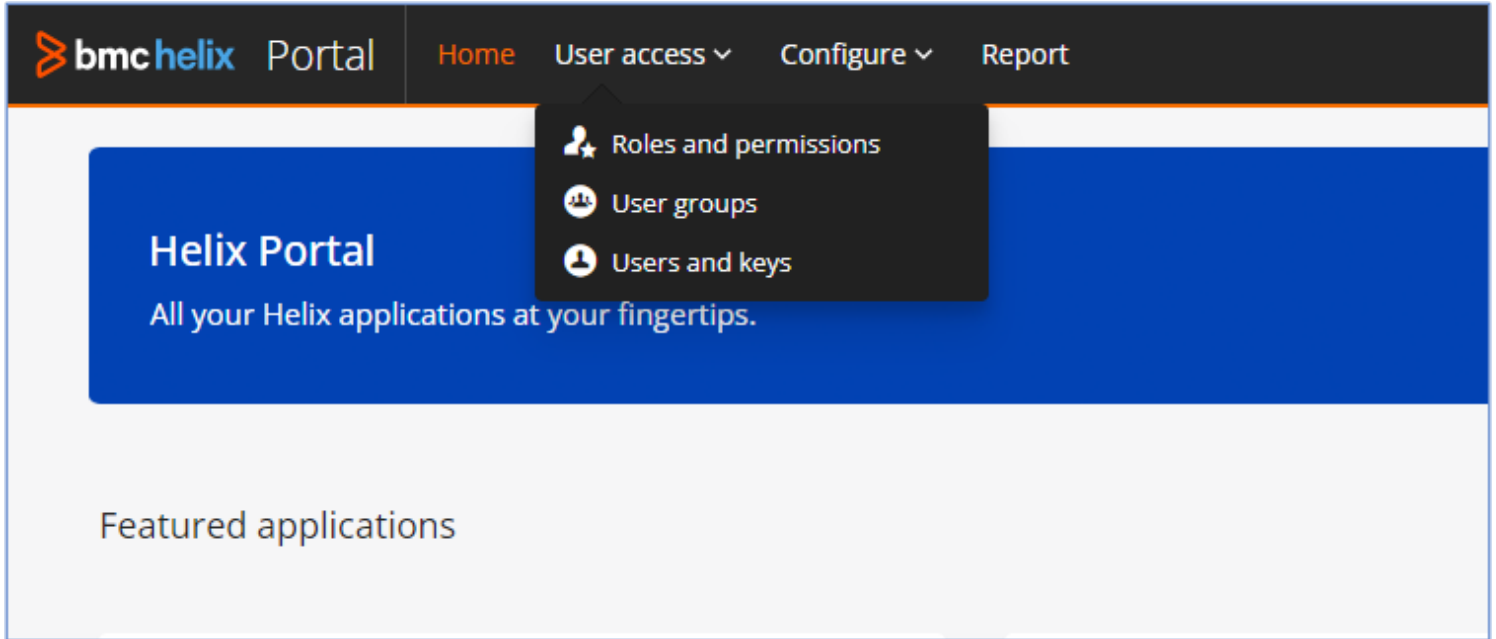 bmc helix Portal Home User access Configure Report
Roles and permissions
User groups
Users and keys
Helix Portal
All your Helix applications at your fingertips.
Featured applications